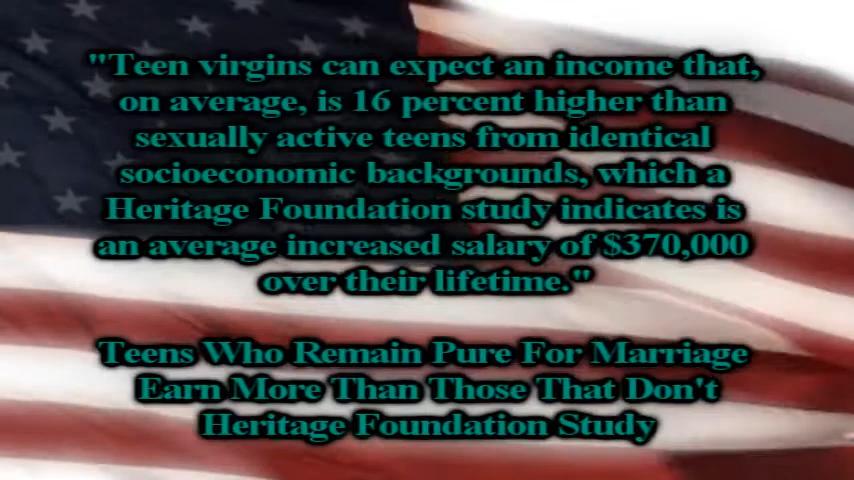 "Teen virgins can expect an income that,
on average, is 16 percent higher than
sexually active teens from identical
socioeconomic backgrounds, which a
Heritage Foundation study indicates is
an average increased salary of $370,000
over their lifetime."
Teens Who Remain Pure For Marriage
Earn More Than Those That Don't
Heritage Foundation Study